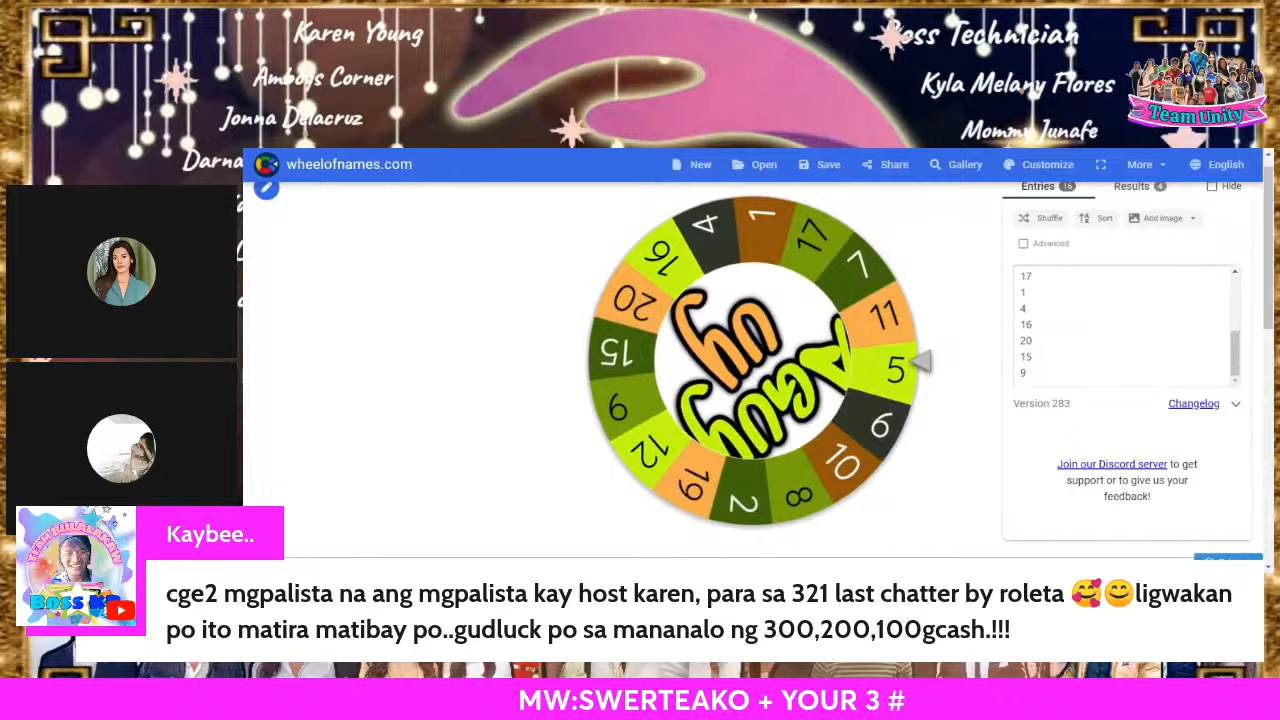 Karen Young
Amboys Corner
Jonna Delacruz
Darna
Boss Technician
Kyla Melany Flores
Mommy Junafe
Team Unity
wheelofnames.com
New
Open
Save
Share
Gallery
Customize
More
English
Entries 16
Results 4
Hide
Shuffle
Sort
Add image
Advanced
17
1
4
16
20
15
9
Version 283
Changelog
Join our Discord server to get
support or to give us your
feedback!
1
17
7
11
5
6
10
8
2
19
12
9
15
20
16
4
Kaybee..
cge2 mgpalista na ang mgpalista kay host karen, para sa 321 last chatter by roleta 🥰😊ligwakan
po ito matira matibay po..gudluck po sa mananalo ng 300,200,100gcash.!!!
MW:SWERTEAKO + YOUR 3 #